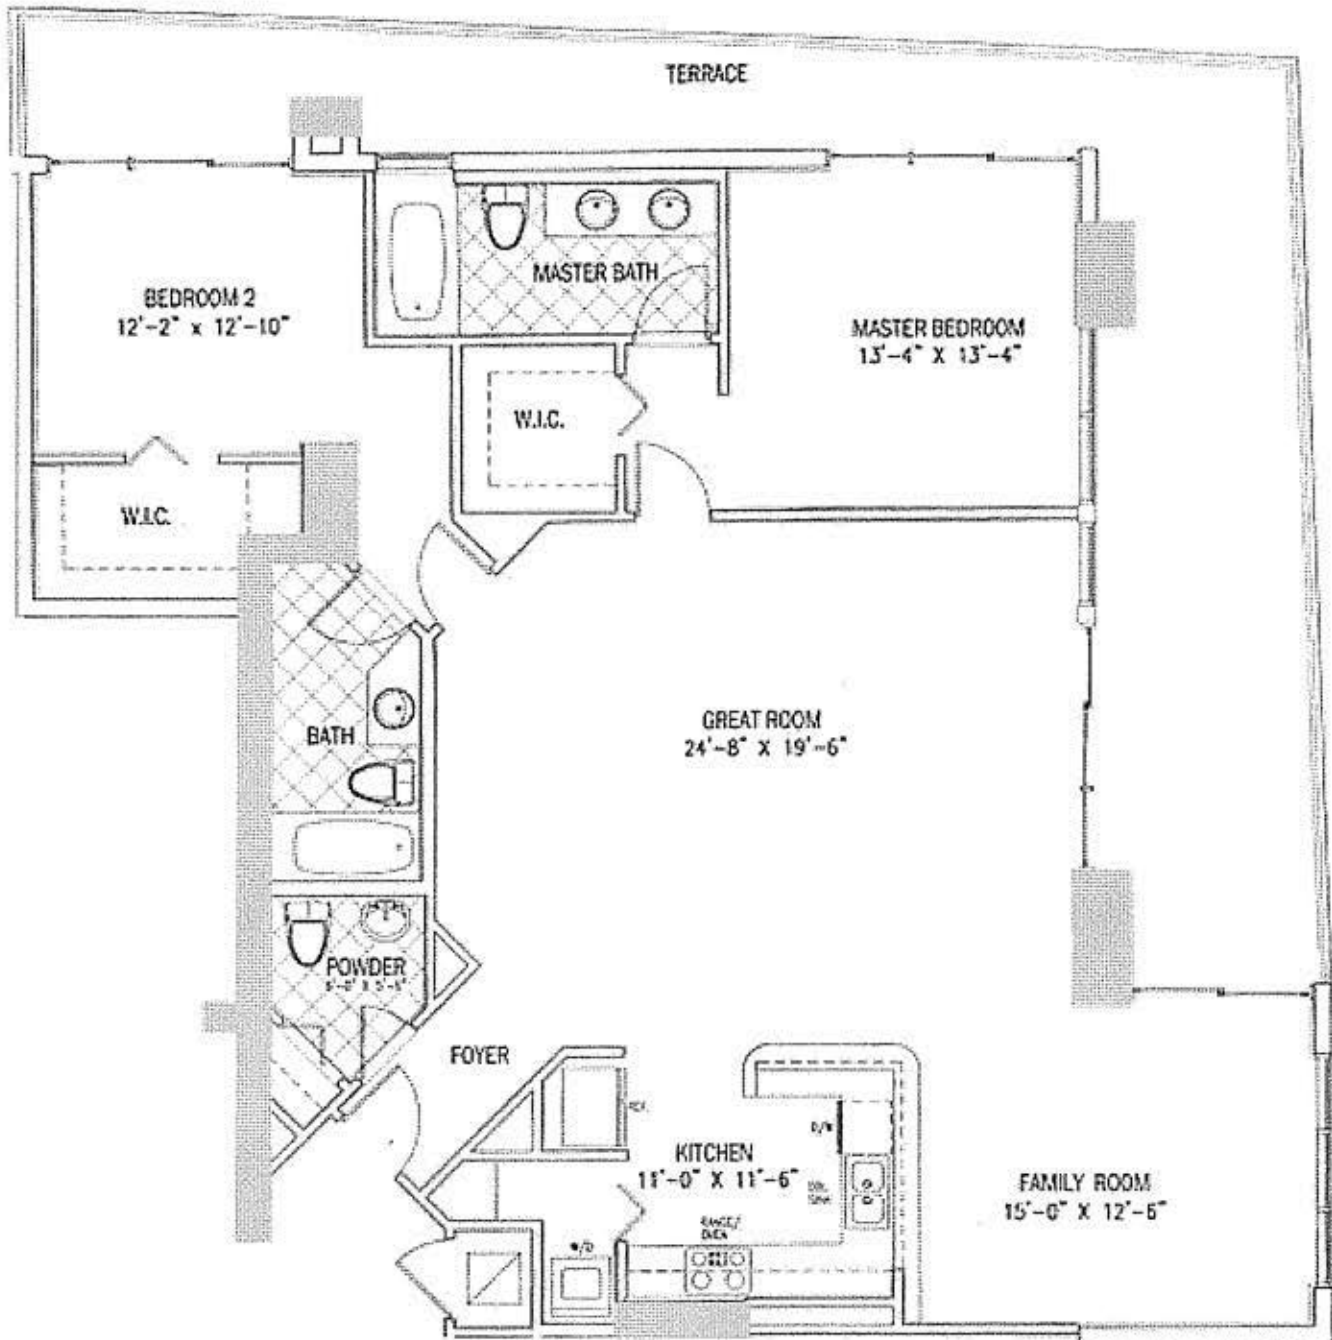 TERRACE
MASTER BATH
BEDROOM 2
12'-2" x 12'-10"
MASTER BEDROOM
13'-4" X 13'-4"
W.I.C.
W.I.C.
GREAT ROOM
24'-8" X 19'-6"
BATH
POWDER
FOYER
REF.
D/W
KITCHEN
11'-0" X 11'-6"
RANGE/
OVEN
W/D
FAMILY ROOM
15'-0" X 12'-6"